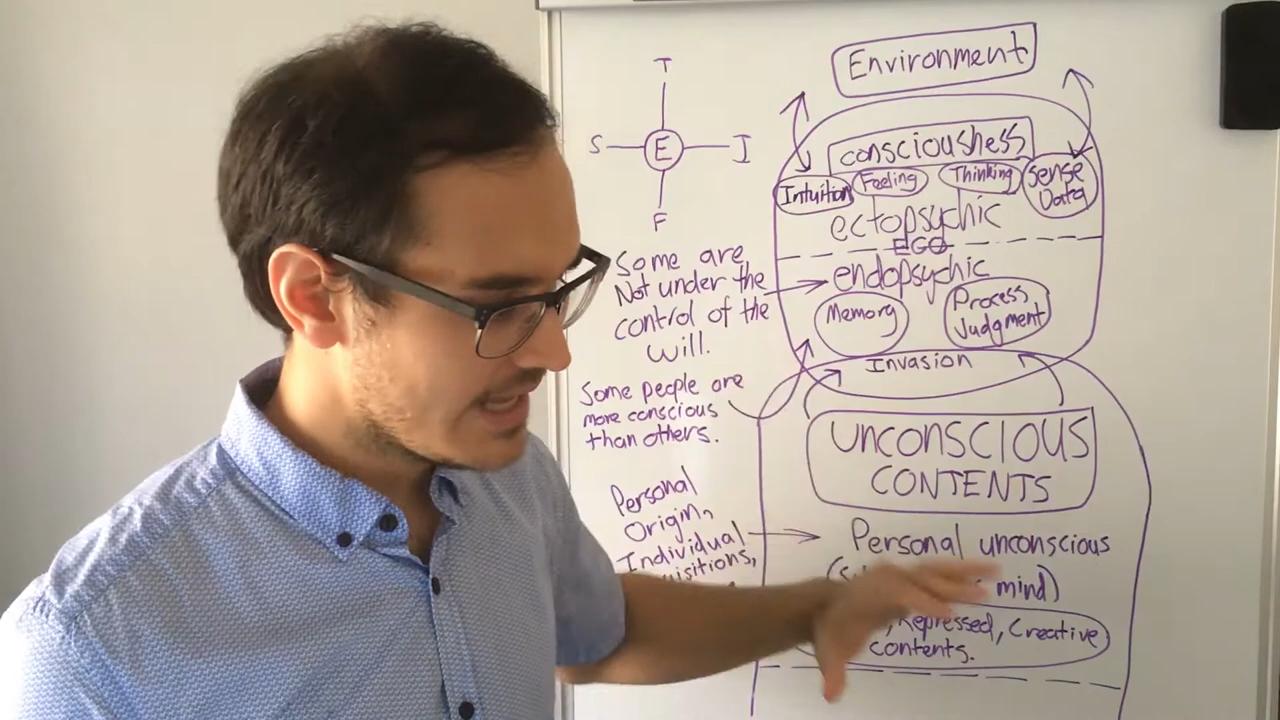 T
S E I
F
Some are
Not under the
control of the
will.
Some people are
more conscious
than others.
Personal
Origin,
Individual
Environment
consciousness
Intuition Feeling Thinking Sense
Data
ectopsychic
EGO
endopsychic
Memory Process
Judgment
Invasion
UNCONSCIOUS
CONTENTS
Personal unconscious
mind)
Repressed, Creative
contents.